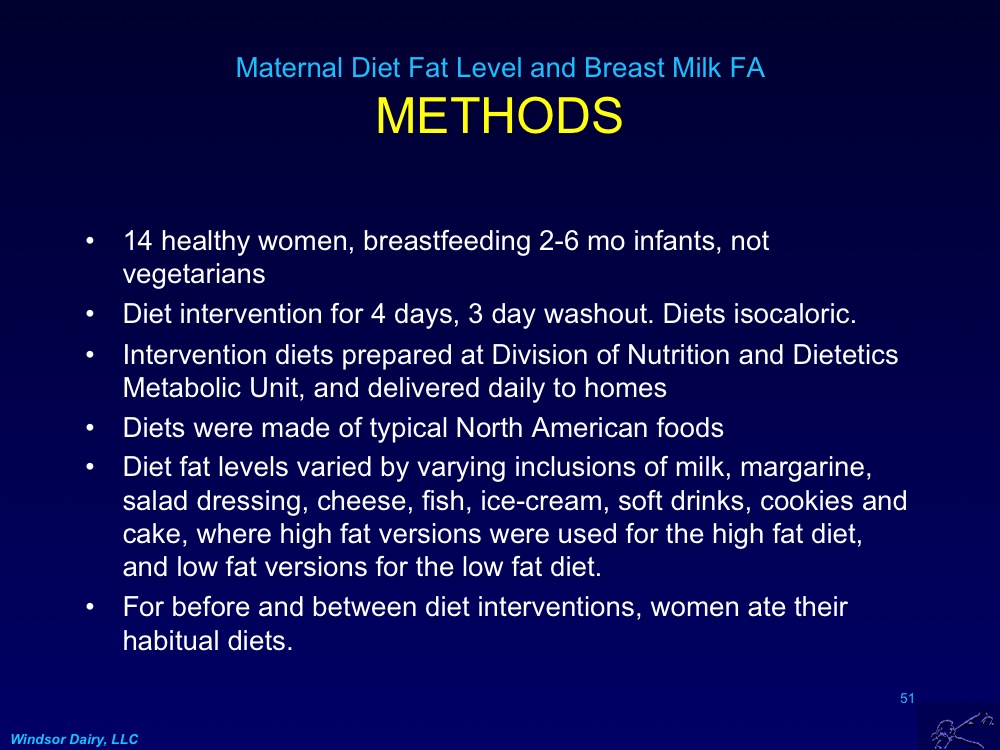 Maternal Diet Fat Level and Breast Milk FA
METHODS
• 14 healthy women, breastfeeding 2-6 mo infants, not
vegetarians
• Diet intervention for 4 days, 3 day washout. Diets isocaloric.
• Intervention diets prepared at Division of Nutrition and Dietetics
Metabolic Unit, and delivered daily to homes
• Diets were made of typical North American foods
• Diet fat levels varied by varying inclusions of milk, margarine,
salad dressing, cheese, fish, ice-cream, soft drinks, cookies and
cake, where high fat versions were used for the high fat diet,
and low fat versions for the low fat diet.
• For before and between diet interventions, women ate their
habitual diets.
51
Windsor Dairy, LLC